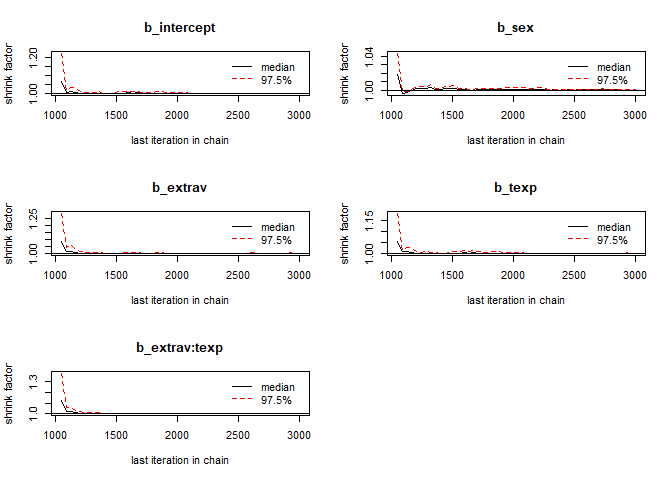 b_intercept
shrink factor
1.00 1.20
median
97.5%
1000 1500 2000 2500 3000
last iteration in chain
b_sex
shrink factor
1.00 1.04
median
97.5%
1000 1500 2000 2500 3000
last iteration in chain
b_extrav
shrink factor
1.00 1.25
median
97.5%
1000 1500 2000 2500 3000
last iteration in chain
b_texp
shrink factor
1.00 1.15
median
97.5%
1000 1500 2000 2500 3000
last iteration in chain
b_extrav:texp
shrink factor
1.0 1.3
median
97.5%
1000 1500 2000 2500 3000
last iteration in chain